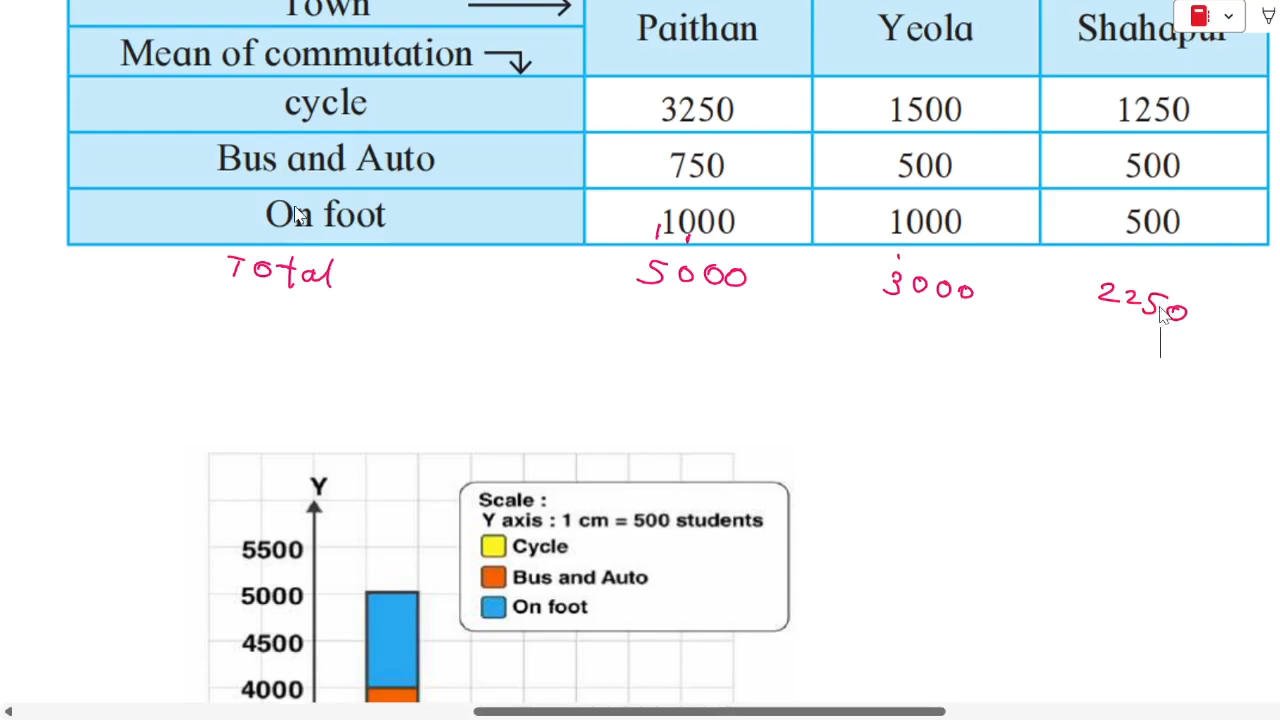 Town
Paithan Yeola Shahapur
Mean of commutation
cycle 3250 1500 1250
Bus and Auto 750 500 500
On foot 1000 1000 500
Total 5000 3000 2250
Y
Scale :
Y axis : 1 cm = 500 students
5500
Cycle
Bus and Auto
5000
On foot
4500
4000